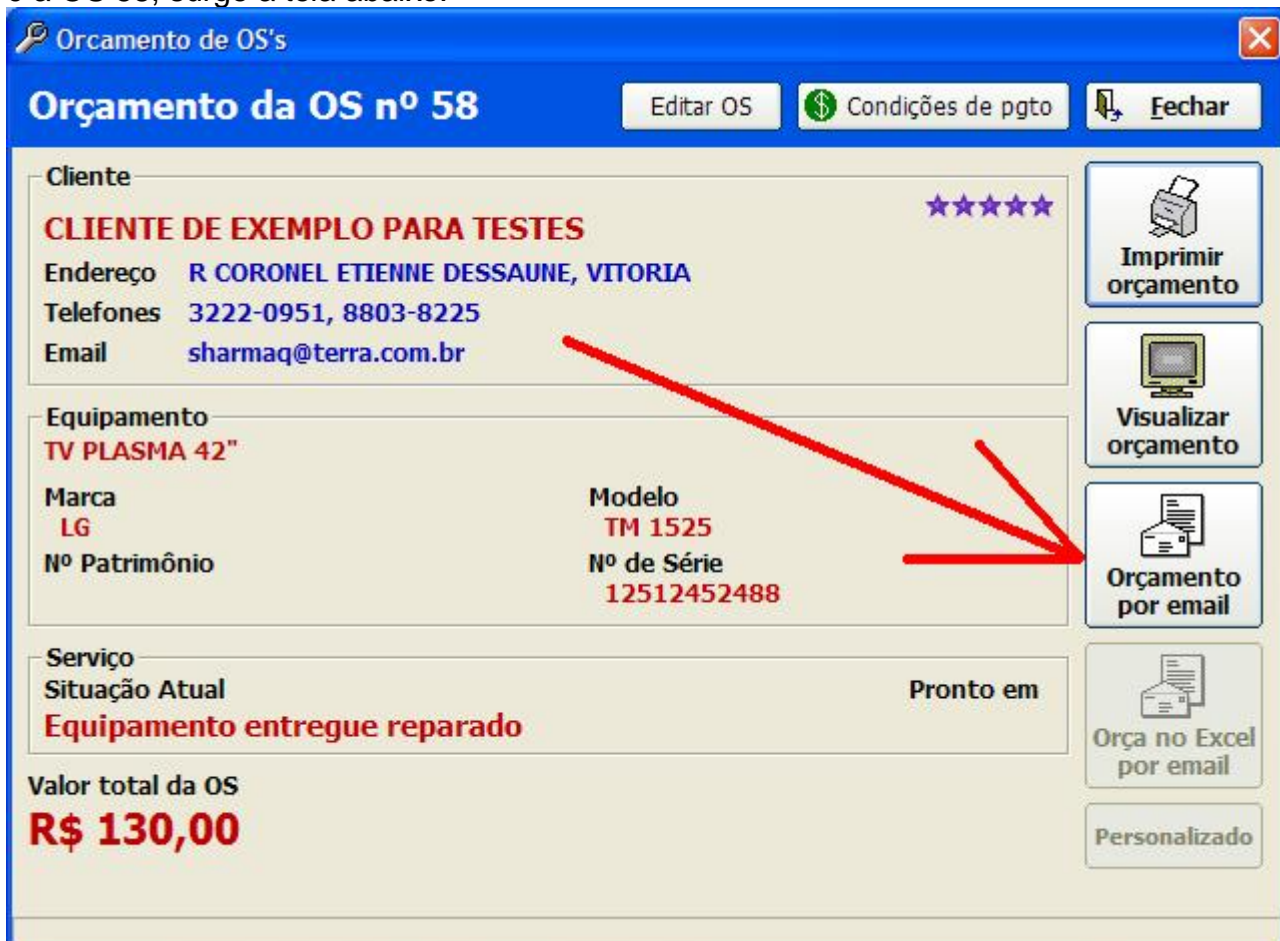 Orcamento de OS's
Orçamento da OS nº 58
Editar OS
Condições de pgto
Fechar
Cliente
CLIENTE DE EXEMPLO PARA TESTES
Endereço R CORONEL ETIENNE DESSAUNE, VITORIA
Telefones 3222-0951, 8803-8225
Email sharmaq@terra.com.br
Equipamento
TV PLASMA 42"
Marca
LG
Nº Patrimônio
Modelo
TM 1525
Nº de Série
12512452488
Serviço
Situação Atual
Equipamento entregue reparado
Pronto em
Valor total da OS
R$ 130,00
Imprimir
orçamento
Visualizar
orçamento
Orçamento
por email
Orça no Excel
por email
Personalizado